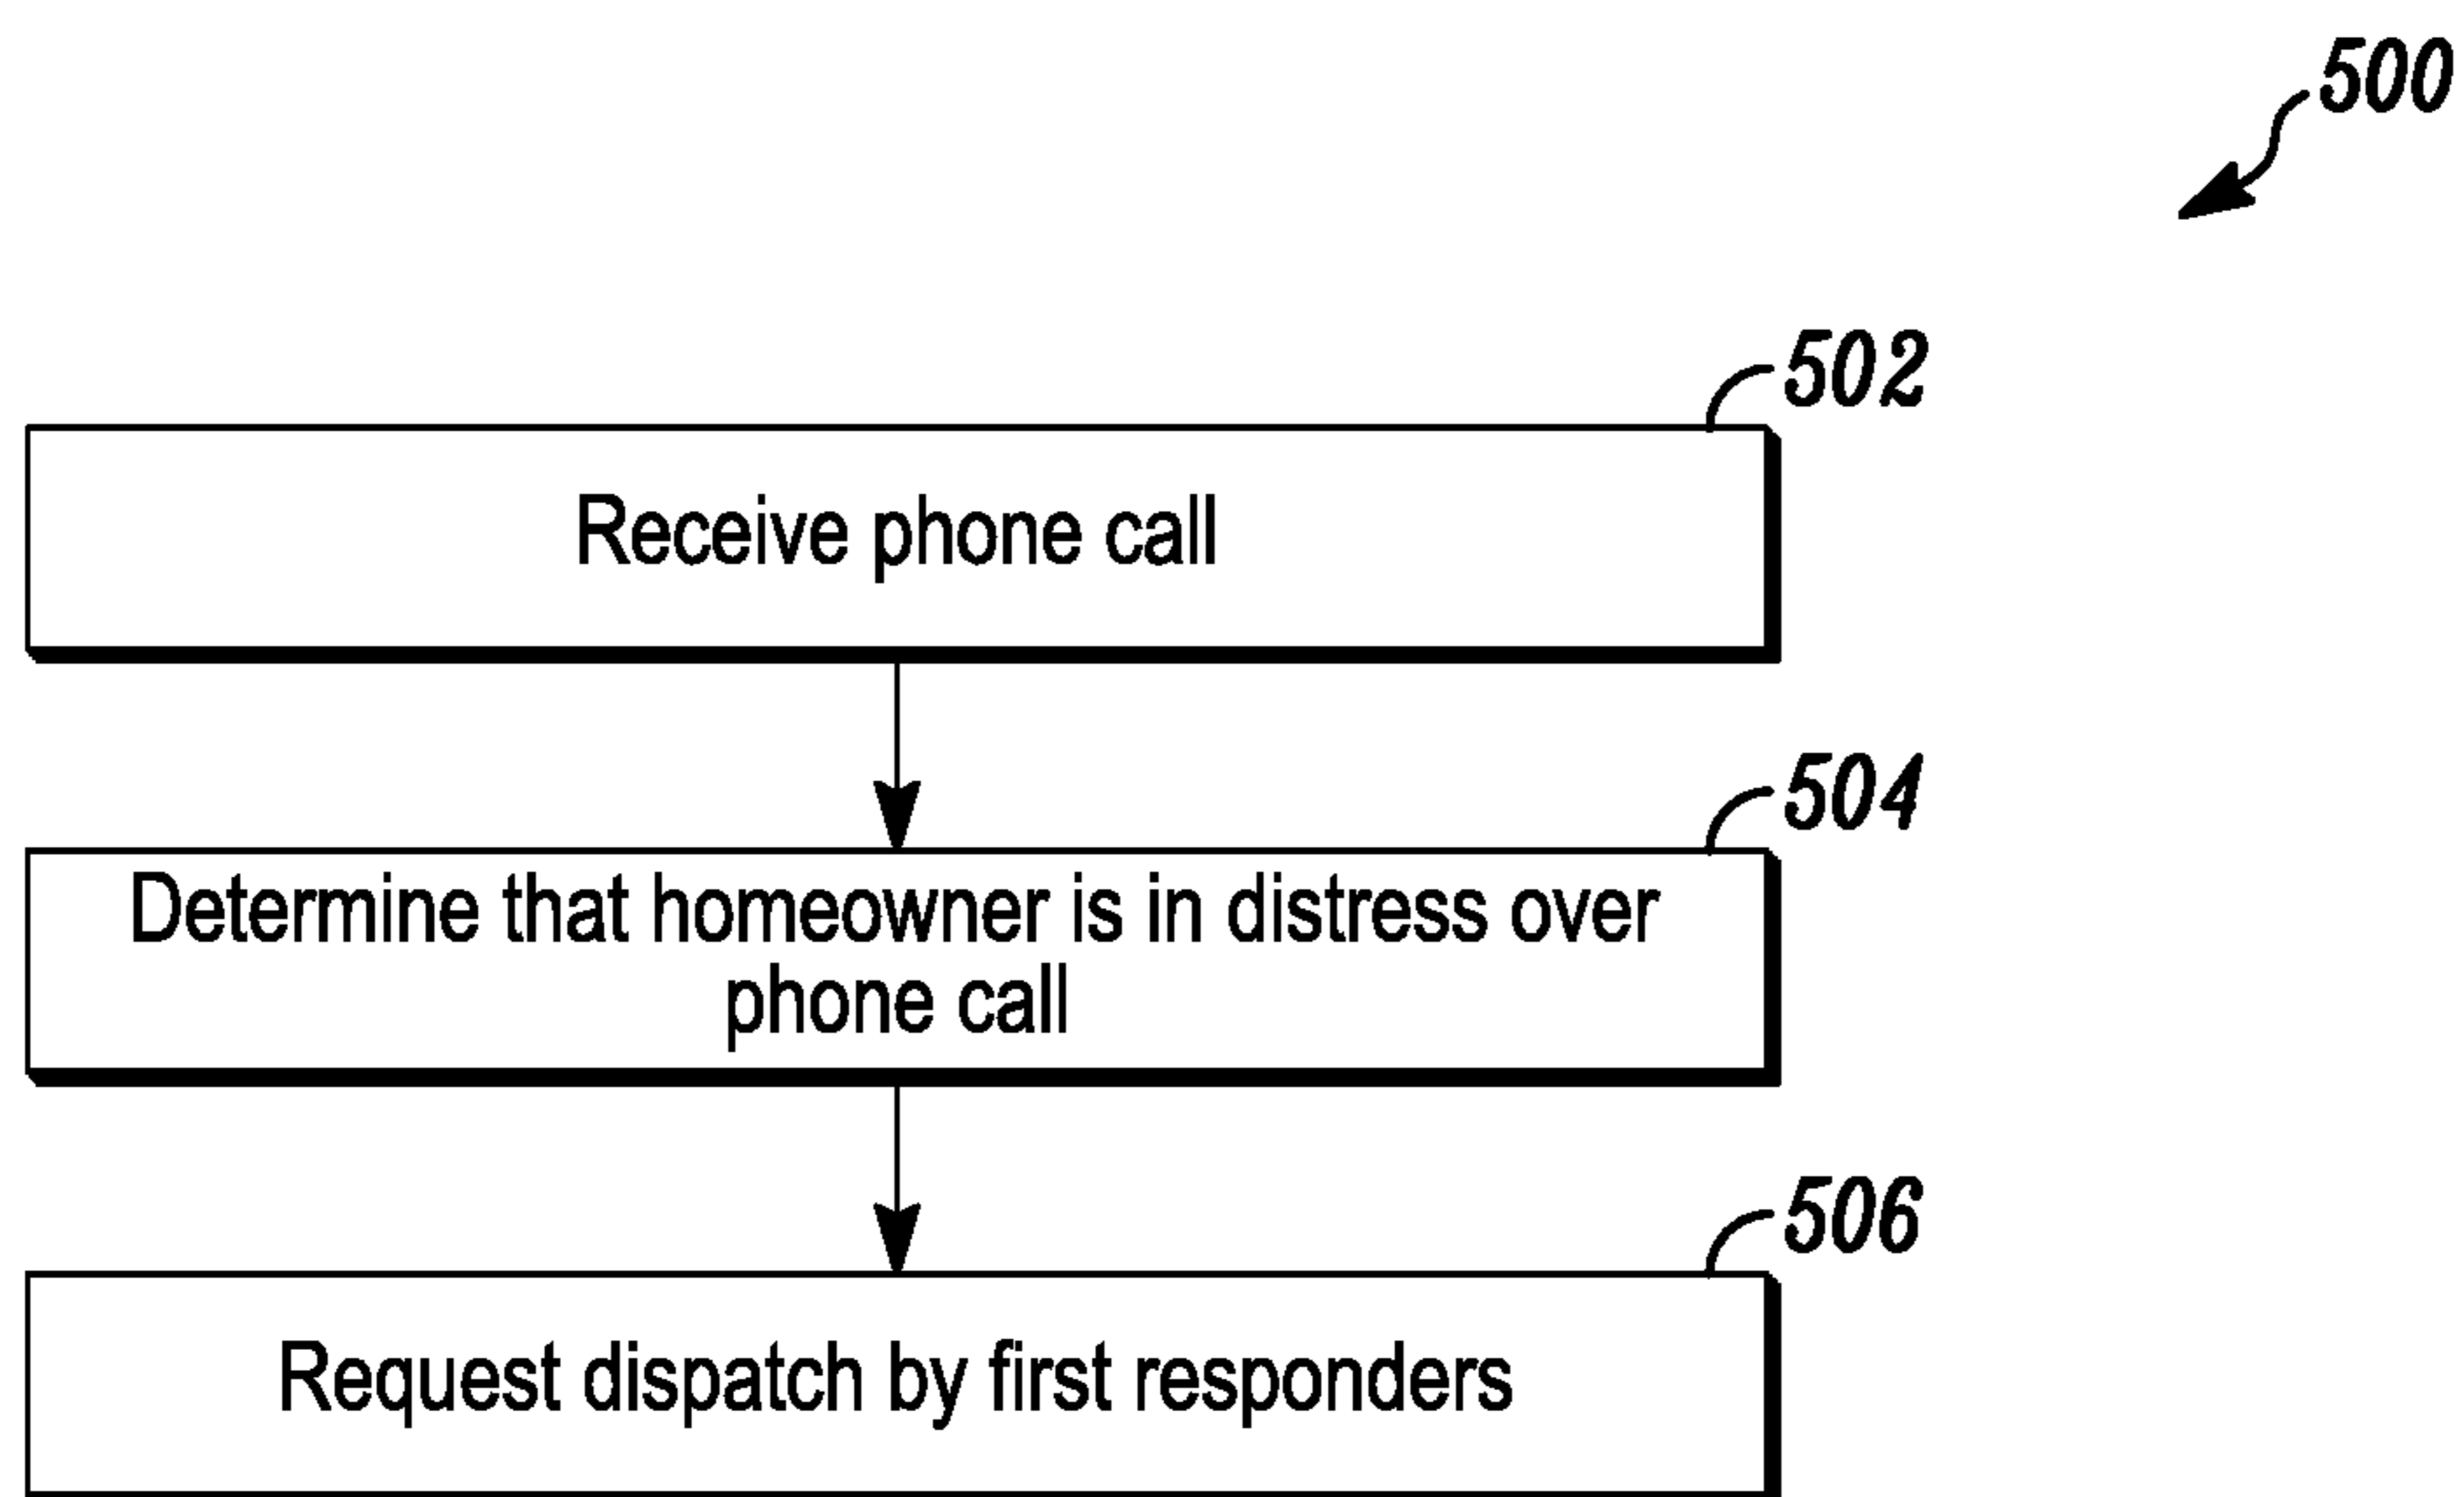 500
502
Receive phone call
504
Determine that homeowner is in distress over
phone call
506
Request dispatch by first responders